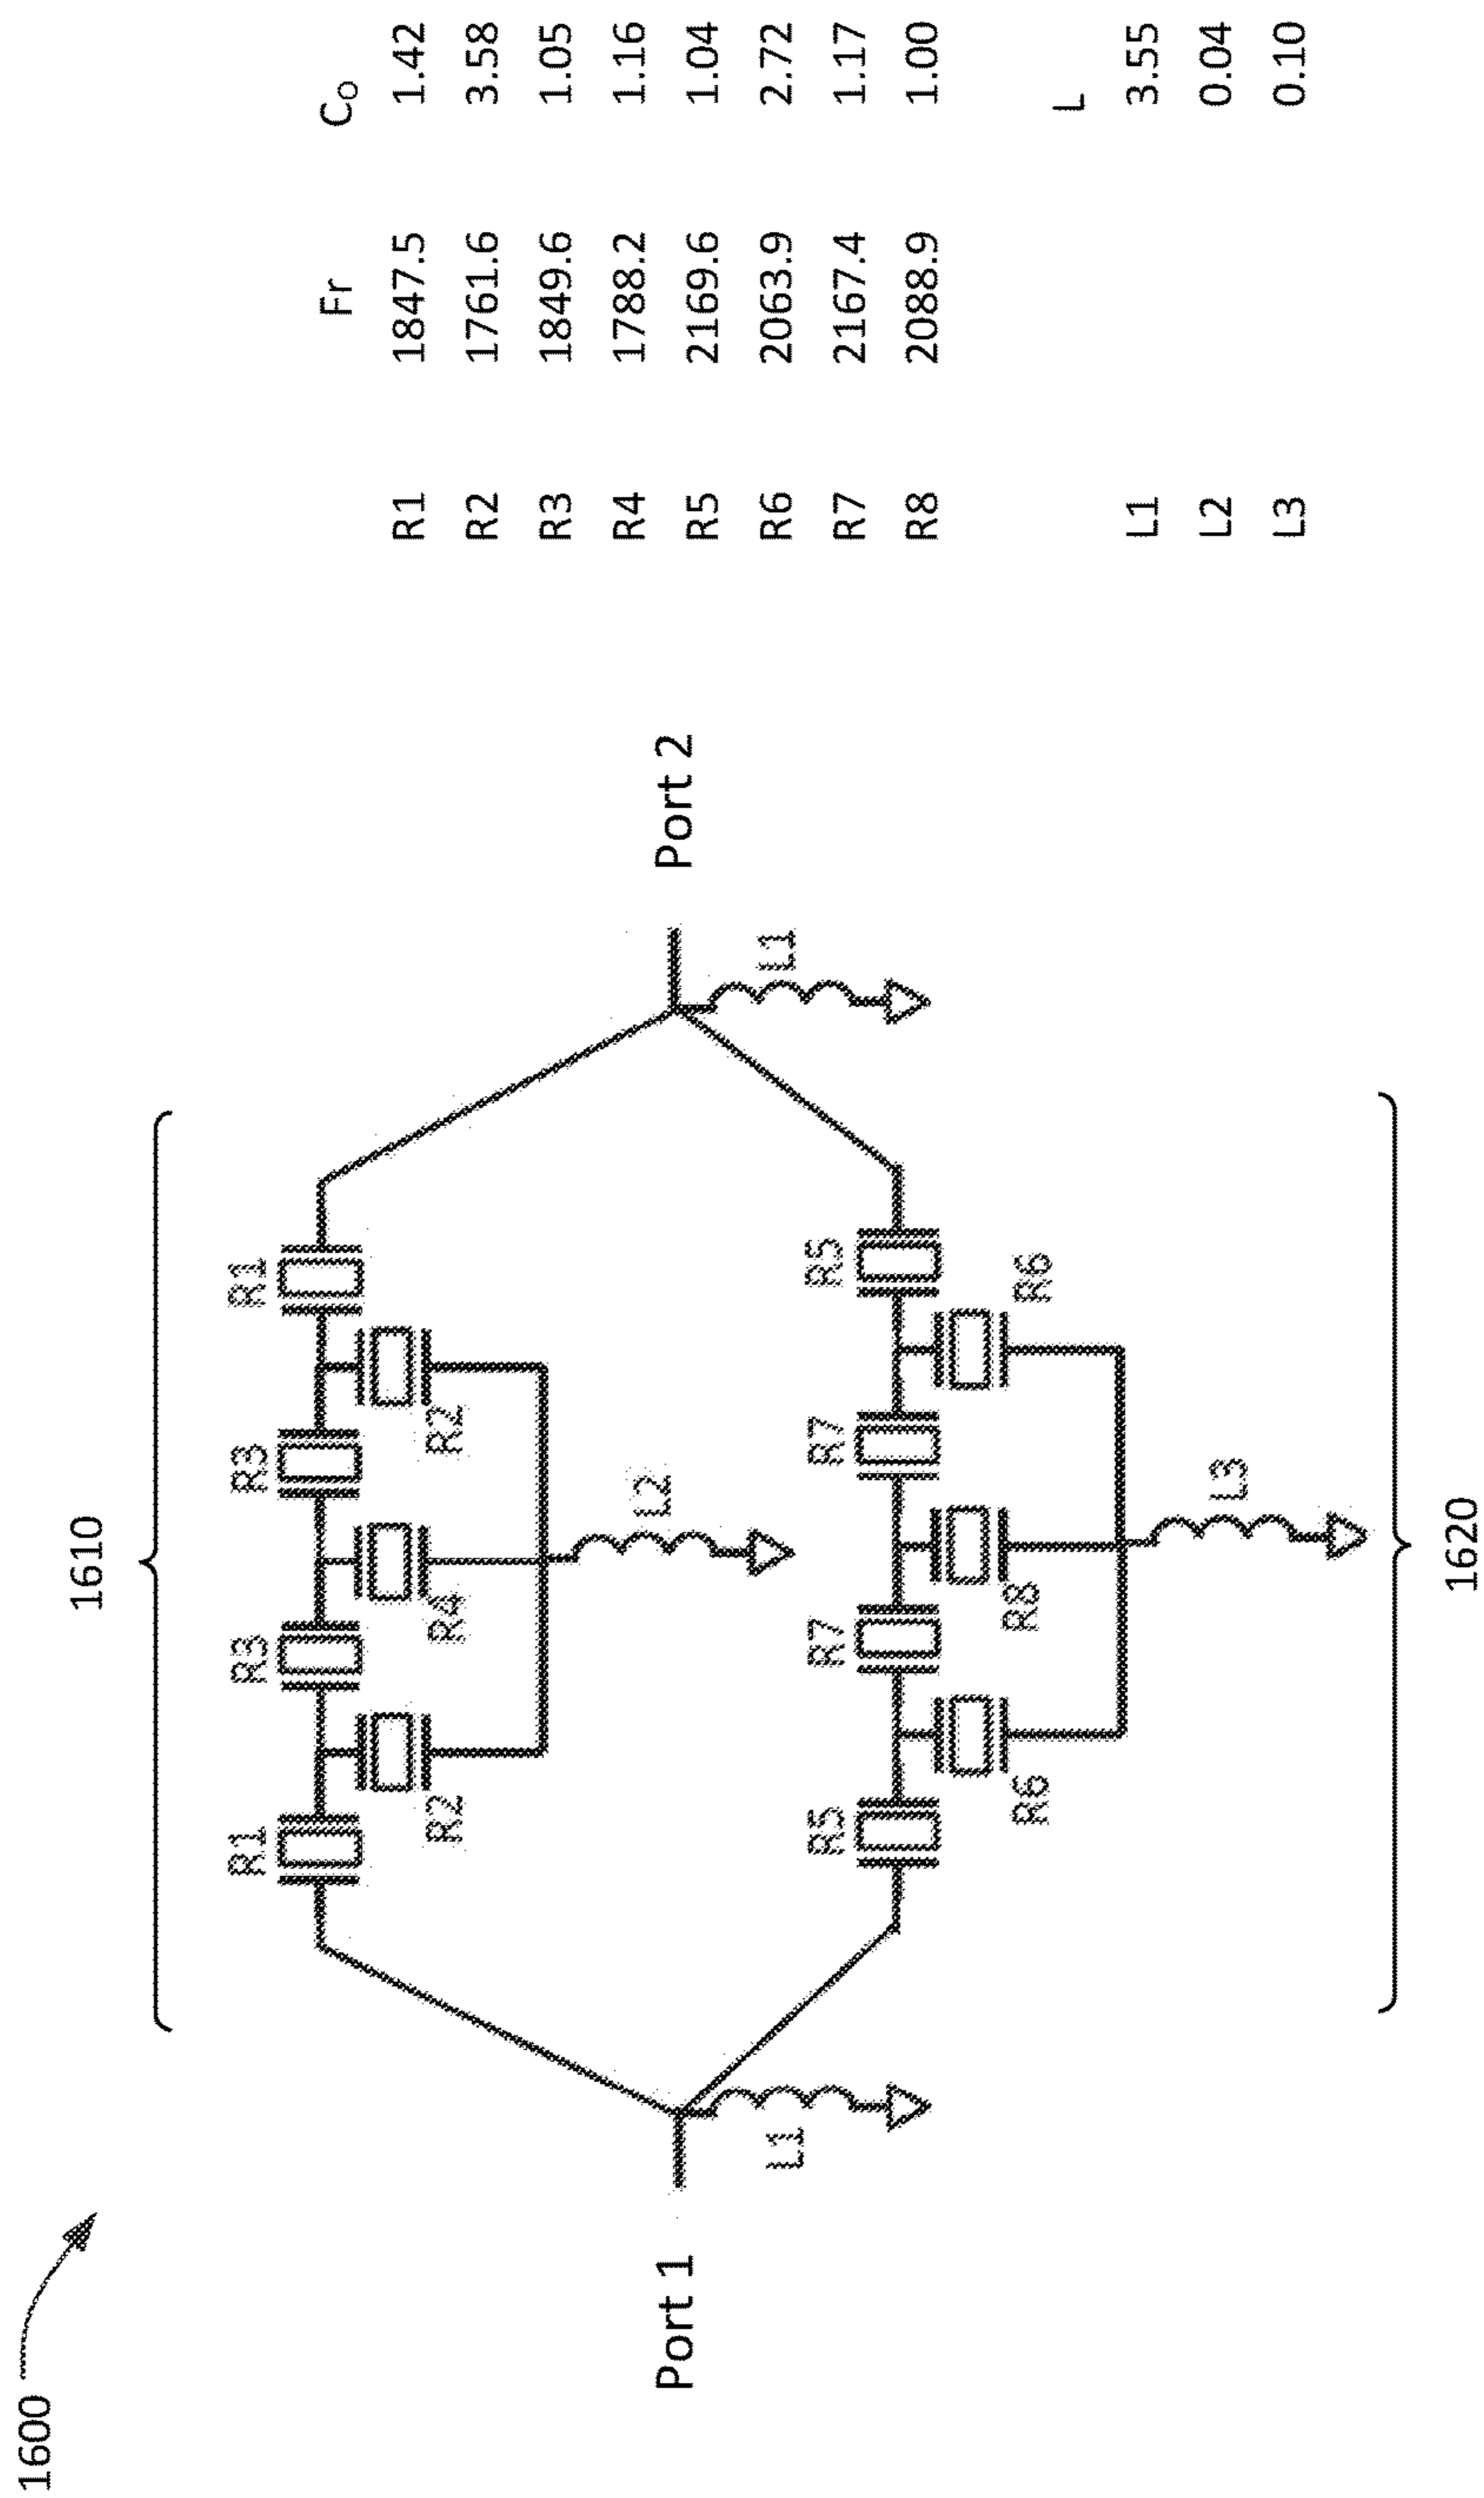 1600
1610
R1 R3 R3 R1
R2 R4 R2
L2
Port 1 Port 2
L1 L1
R5 R7 R7 R5
R6 R8 R6
L3
1620
Fr C₀
R1 1847.5 1.42
R2 1761.6 3.58
R3 1849.6 1.05
R4 1788.2 1.16
R5 2169.6 1.04
R6 2063.9 2.72
R7 2167.4 1.17
R8 2088.9 1.00
L
L1 3.55
L2 0.04
L3 0.10